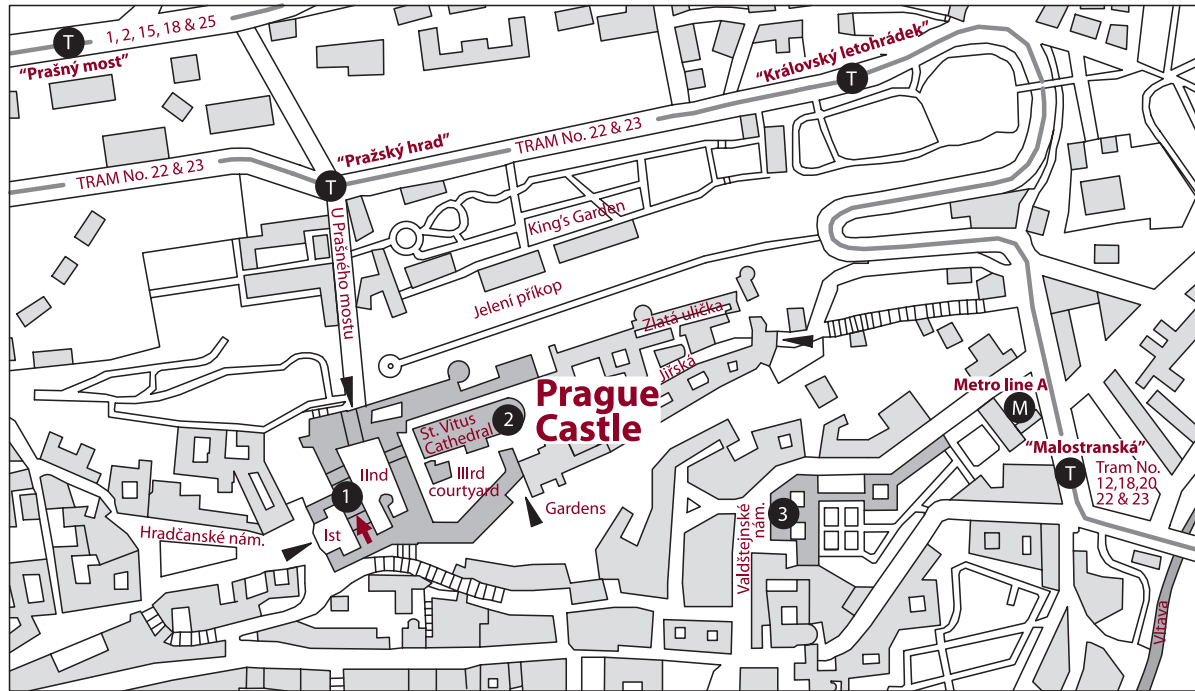 T
1, 2, 15, 18 & 25
“Prašný most”
“Královský letohrádek”
T
“Pražský hrad”
TRAM No. 22 & 23
TRAM No. 22 & 23
T
U Prašného mostu
King's Garden
Jelení příkop
Zlatá ulička
Jiřská
Prague
Castle
Metro line A
M
St. Vitus
Cathedral
2
“Malostranská”
T
Tram No.
12,18,20
22 & 23
IInd
IIIrd
courtyard
1
Ist
Hradčanské nám.
Gardens
Valdštejnské
nám.
3
Vltava